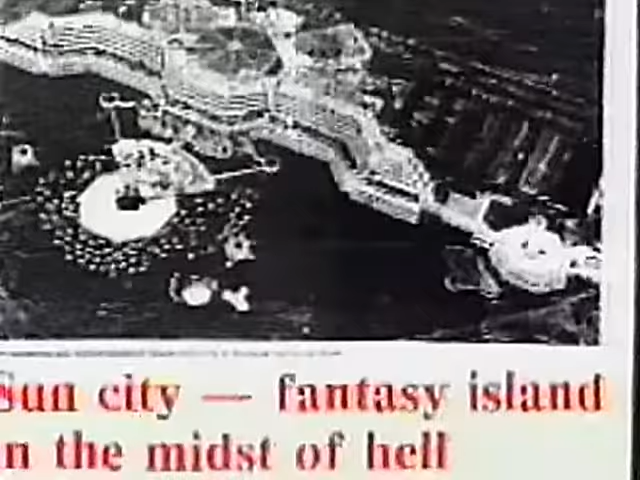 Sun city — fantasy island
n the midst of hell